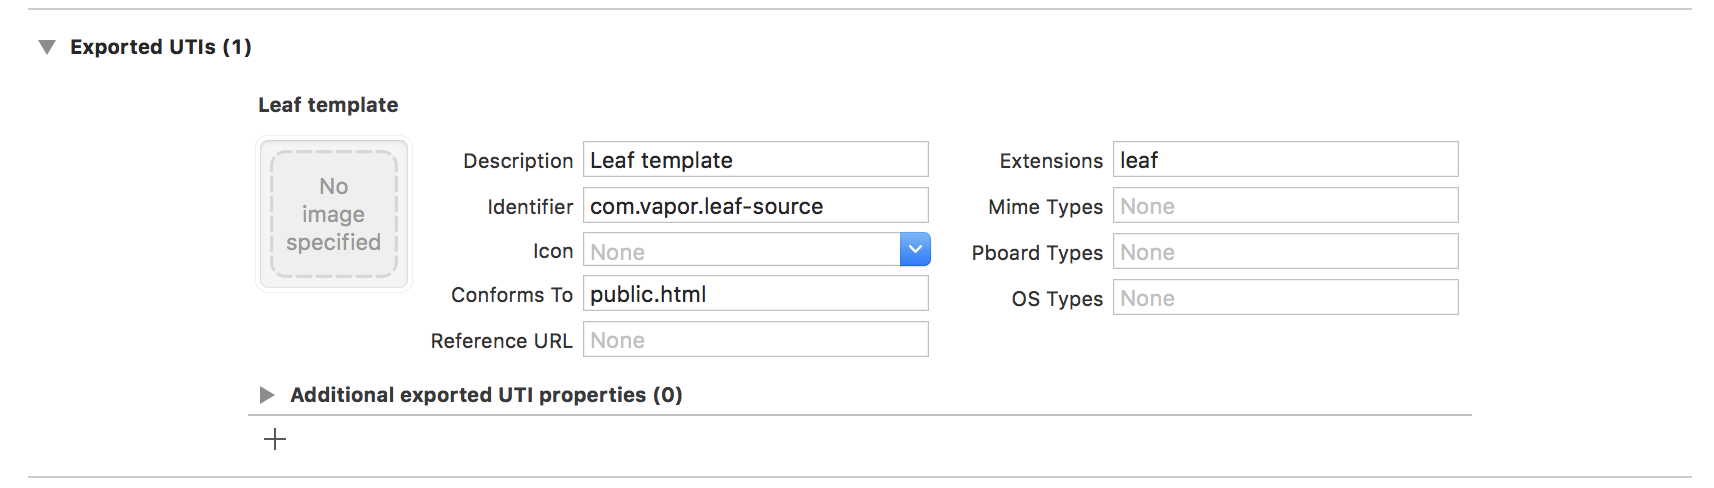 Exported UTIs (1)
Leaf template
No
image
specified
Description Leaf template
Identifier com.vapor.leaf-source
Icon None
Conforms To public.html
Reference URL None
Extensions leaf
Mime Types None
Pboard Types None
OS Types None
Additional exported UTI properties (0)